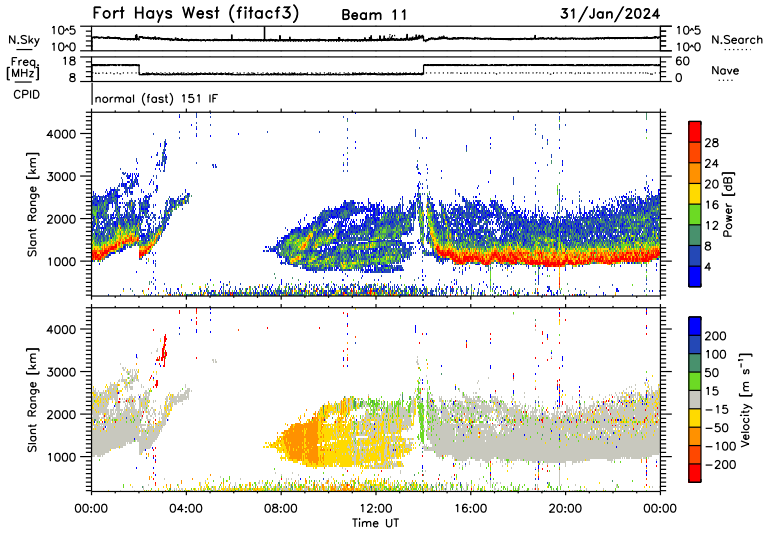 Fort Hays West (fitacf3) Beam 11 31/Jan/2024
N.Sky 10^5 10^0 10^5 10^0 N.Search
Freq. [MHz] 18 8 60 0 Nave
CPID normal (fast) 151 IF
Slant Range [km] 4000 3000 2000 1000
Power [dB] 28 24 20 16 12 8 4
Slant Range [km] 4000 3000 2000 1000
Velocity [m s⁻¹] 200 100 50 15 -15 -50 -100 -200
00:00 04:00 08:00 12:00 16:00 20:00 00:00
Time UT